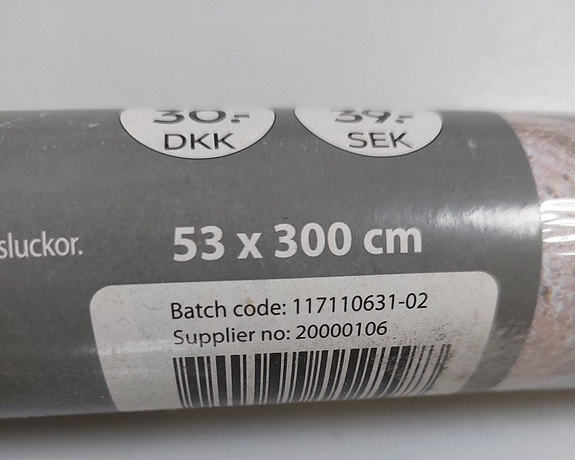 30.-
DKK
39.-
SEK
sluckor.
53 x 300 cm
Batch code: 117110631-02
Supplier no: 20000106